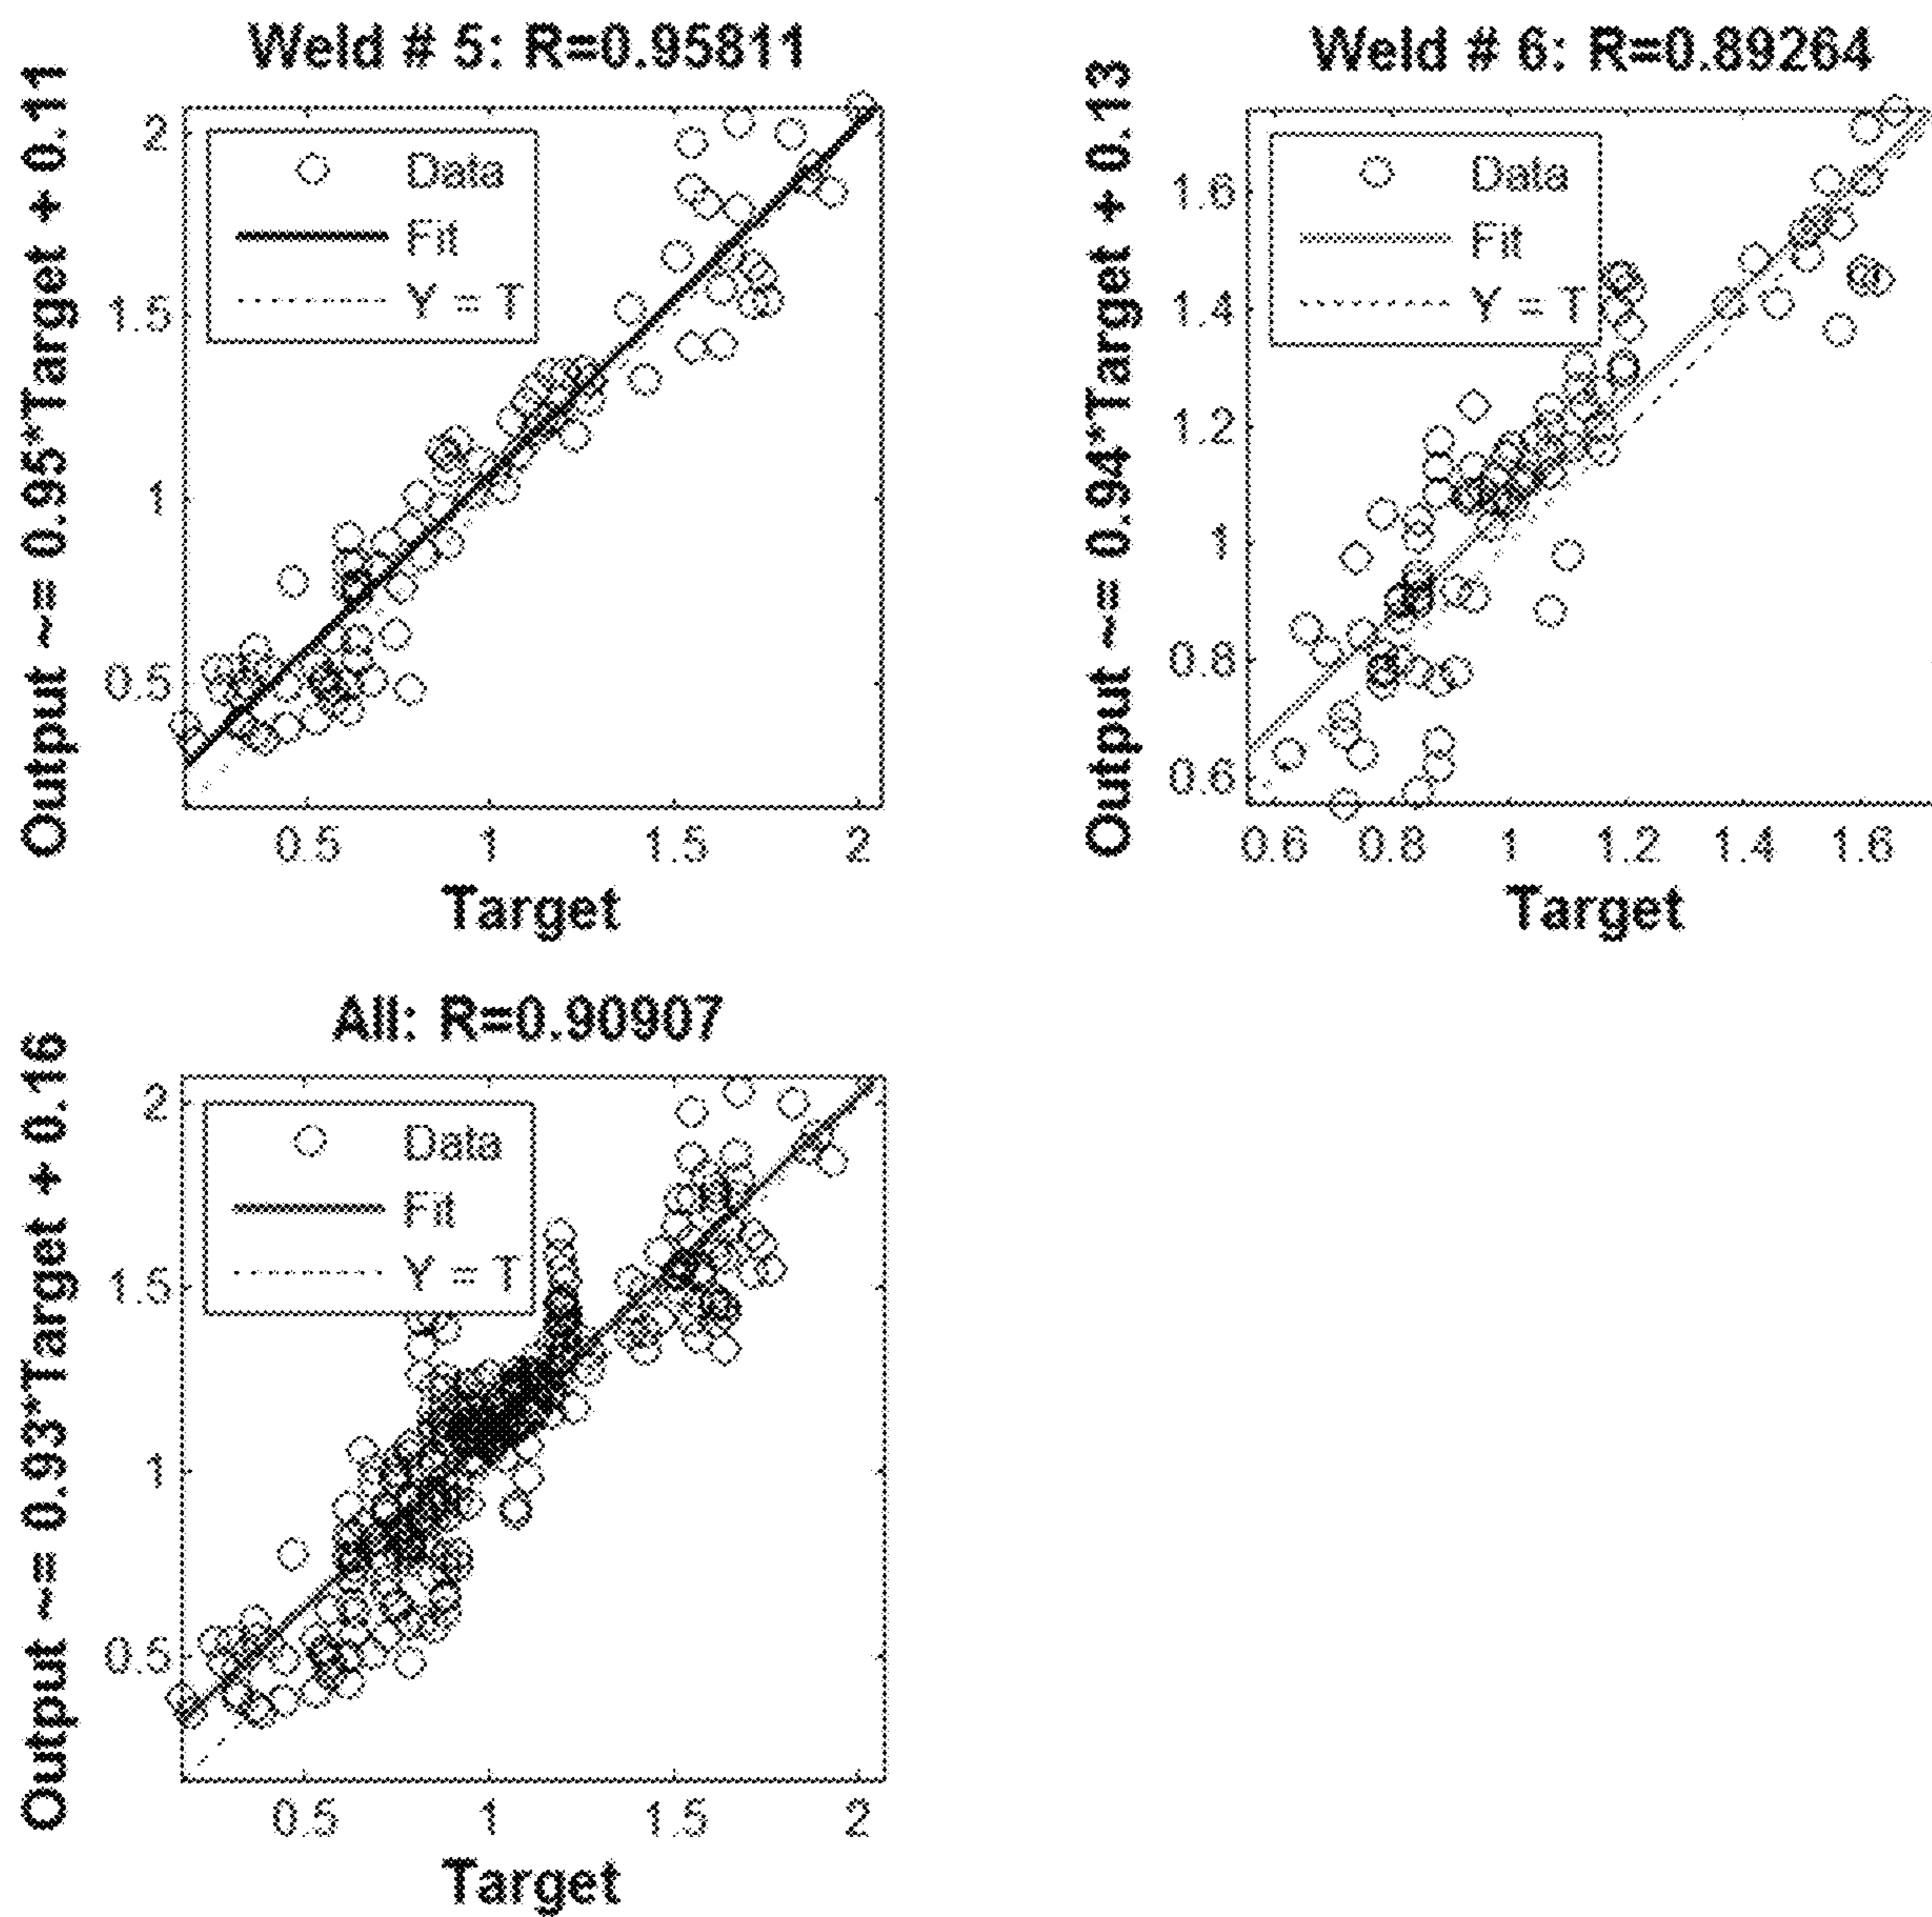 Weld # 5: R=0.95811
Output ~= 0.95*Target + 0.11
2
1.5
1
0.5
Data
Fit
Y = T
0.5 1 1.5 2
Target
Weld # 6: R=0.89264
Output ~= 0.94*Target + 0.13
1.6
1.4
1.2
1
0.8
0.6
Data
Fit
Y = T
0.6 0.8 1 1.2 1.4 1.6
Target
All: R=0.90907
Output ~= 0.93*Target + 0.16
2
1.5
1
0.5
Data
Fit
Y = T
0.5 1 1.5 2
Target